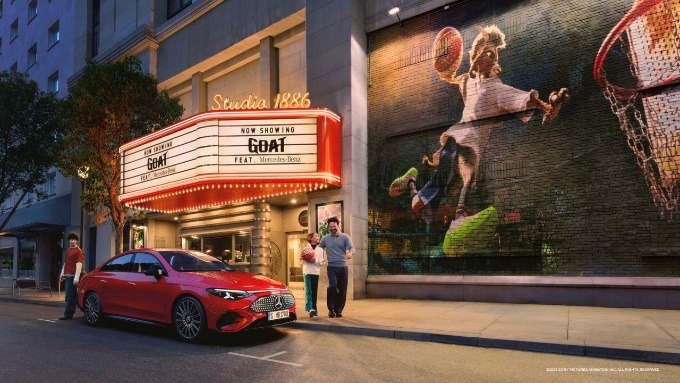 Studio 1886
NOW SHOWING
GOAT
FEAT. Mercedes-Benz
NOW SHOWING
GOAT
FEAT. Mercedes-Benz